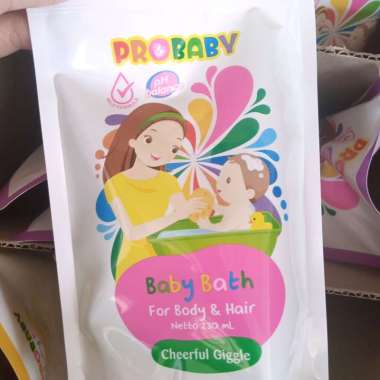 PROBABY
pH
Balance
Baby Bath
For Body & Hair
Netto 230 mL
Cheerful Giggle